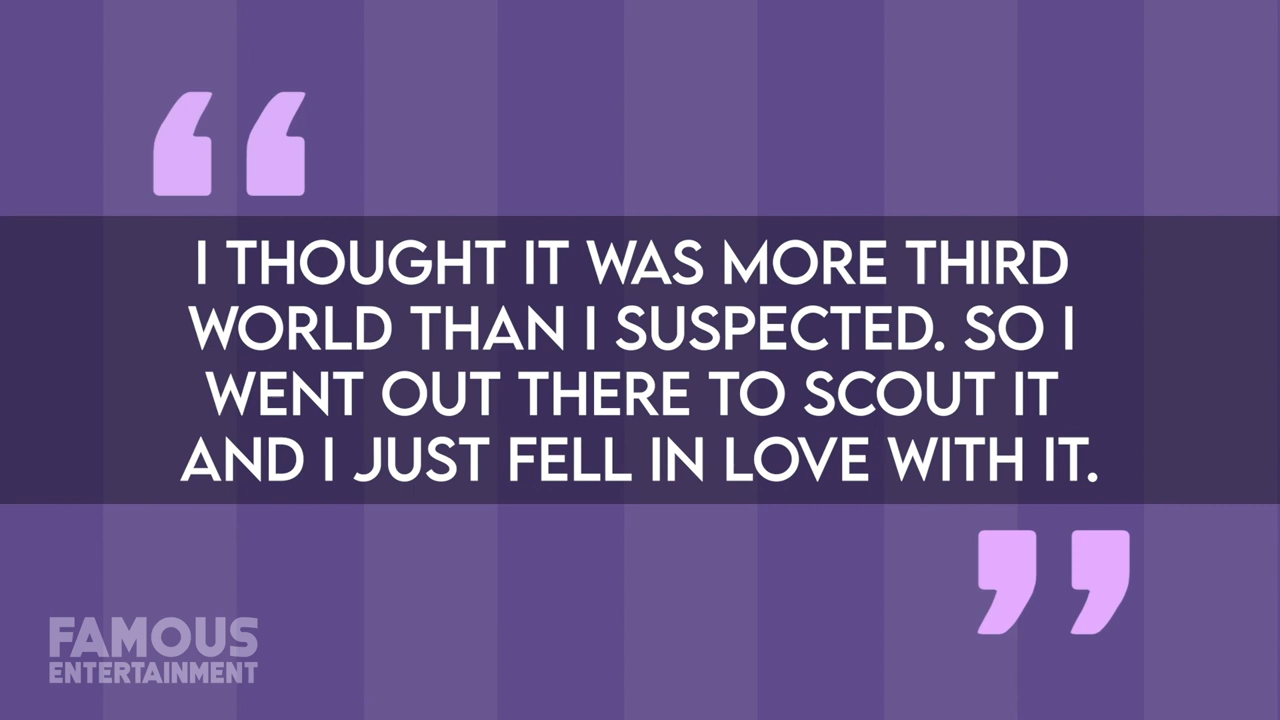 I THOUGHT IT WAS MORE THIRD
WORLD THAN I SUSPECTED. SO I
WENT OUT THERE TO SCOUT IT
AND I JUST FELL IN LOVE WITH IT.
FAMOUS
ENTERTAINMENT